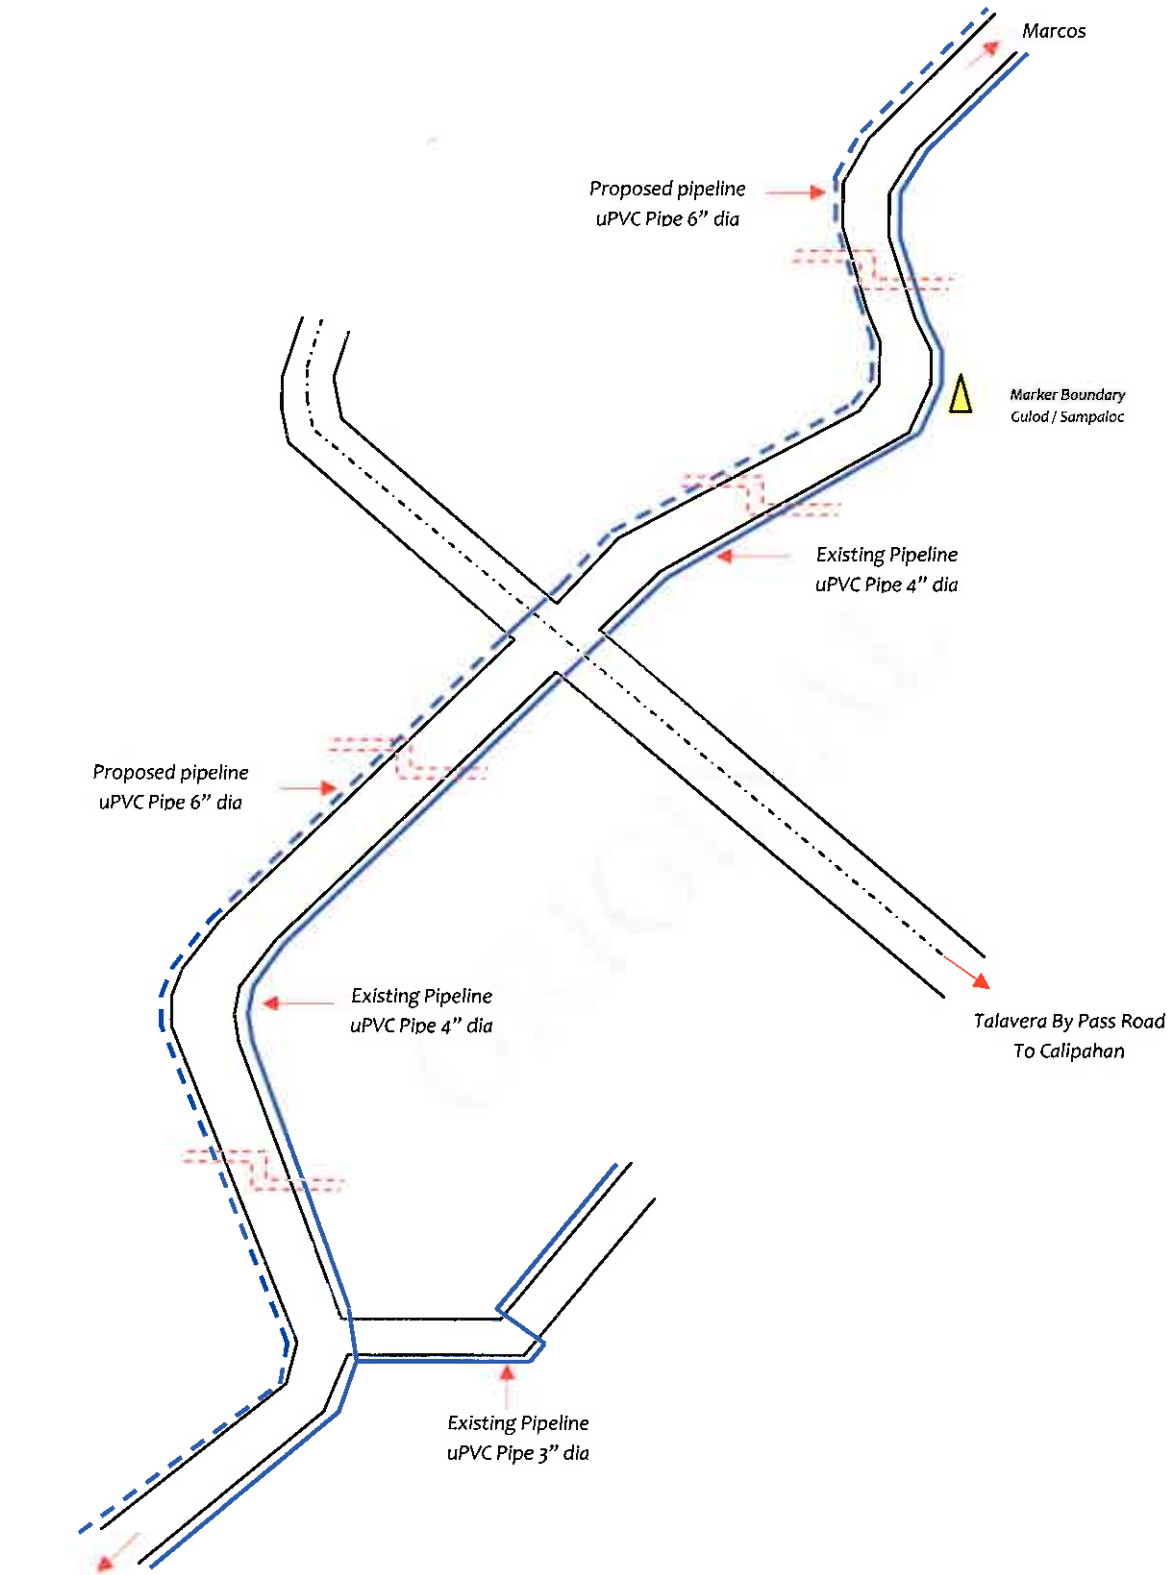 Marcos
Proposed pipeline
uPVC Pipe 6” dia
Marker Boundary
Gulod / Sampaloc
Existing Pipeline
uPVC Pipe 4” dia
Proposed pipeline
uPVC Pipe 6” dia
Existing Pipeline
uPVC Pipe 4” dia
Talavera By Pass Road
To Calipahan
Existing Pipeline
uPVC Pipe 3” dia
ORIGINAL